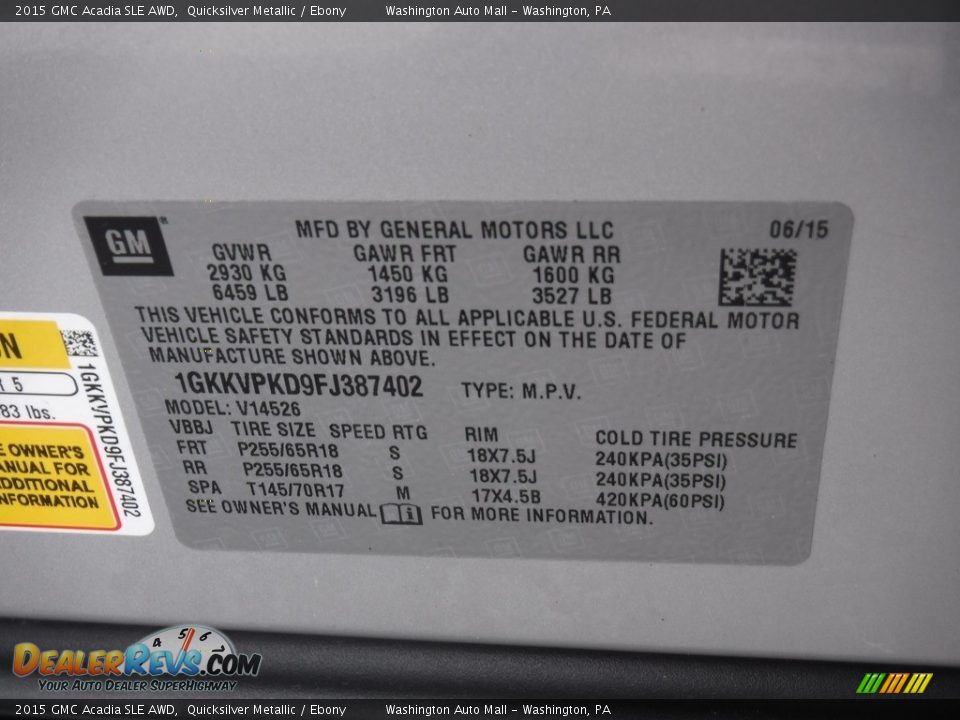 2015 GMC Acadia SLE AWD, Quicksilver Metallic / Ebony Washington Auto Mall - Washington, PA
GM
MFD BY GENERAL MOTORS LLC 06/15
GVWR GAWR FRT GAWR RR
2930 KG 1450 KG 1600 KG
6459 LB 3196 LB 3527 LB
THIS VEHICLE CONFORMS TO ALL APPLICABLE U.S. FEDERAL MOTOR
VEHICLE SAFETY STANDARDS IN EFFECT ON THE DATE OF
MANUFACTURE SHOWN ABOVE.
1GKKVPKD9FJ387402 TYPE: M.P.V.
MODEL: V14526
VBBJ TIRE SIZE SPEED RTG RIM COLD TIRE PRESSURE
FRT P255/65R18 S 18X7.5J 240KPA(35PSI)
RR P255/65R18 S 18X7.5J 240KPA(35PSI)
SPA T145/70R17 M 17X4.5B 420KPA(60PSI)
SEE OWNER'S MANUAL i FOR MORE INFORMATION.
N
5
83 lbs.
E OWNER'S
ANUAL FOR
DDITIONAL
NFORMATION
1GKKVPKD9FJ387402
4 5 6
DEALERREVS.COM
YOUR AUTO DEALER SUPERHIGHWAY
2015 GMC Acadia SLE AWD, Quicksilver Metallic / Ebony Washington Auto Mall - Washington, PA